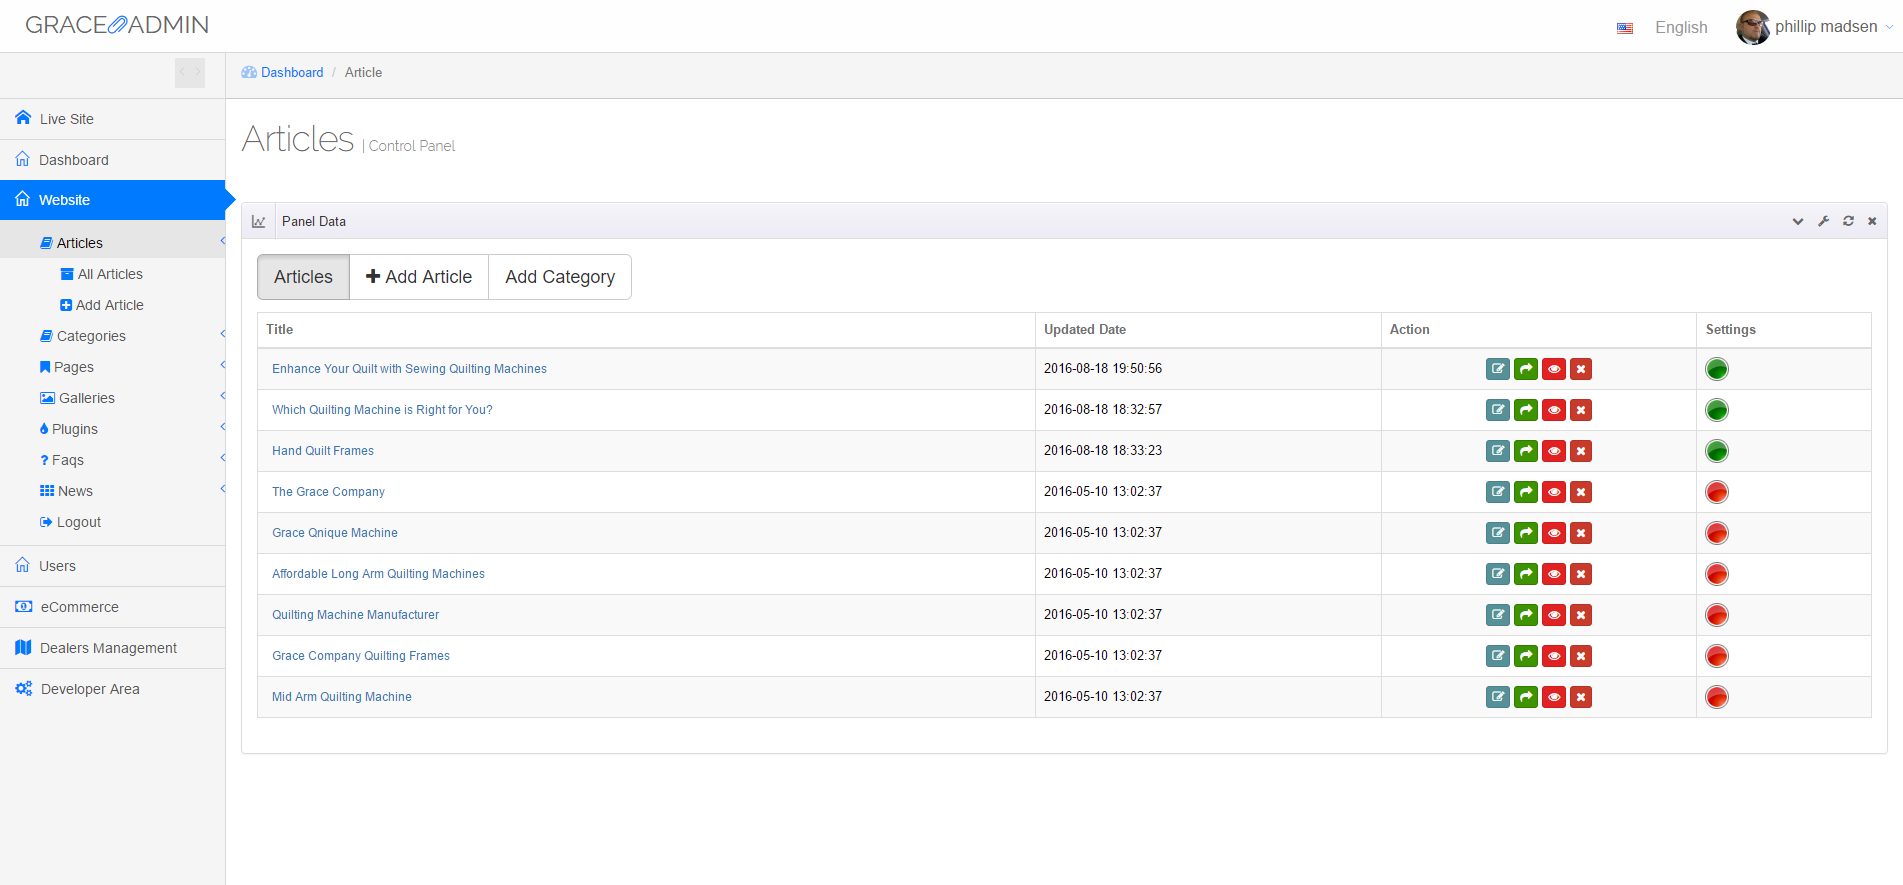 GRACE ADMIN
English
phillip madsen
Dashboard / Article
Live Site
Dashboard
Website
Articles
All Articles
Add Article
Categories
Pages
Galleries
Plugins
Faqs
News
Logout
Users
eCommerce
Dealers Management
Developer Area
Articles | Control Panel
Panel Data
Articles
Add Article
Add Category
Title Updated Date Action Settings
Enhance Your Quilt with Sewing Quilting Machines 2016-08-18 19:50:56
Which Quilting Machine is Right for You? 2016-08-18 18:32:57
Hand Quilt Frames 2016-08-18 18:33:23
The Grace Company 2016-05-10 13:02:37
Grace Qnique Machine 2016-05-10 13:02:37
Affordable Long Arm Quilting Machines 2016-05-10 13:02:37
Quilting Machine Manufacturer 2016-05-10 13:02:37
Grace Company Quilting Frames 2016-05-10 13:02:37
Mid Arm Quilting Machine 2016-05-10 13:02:37